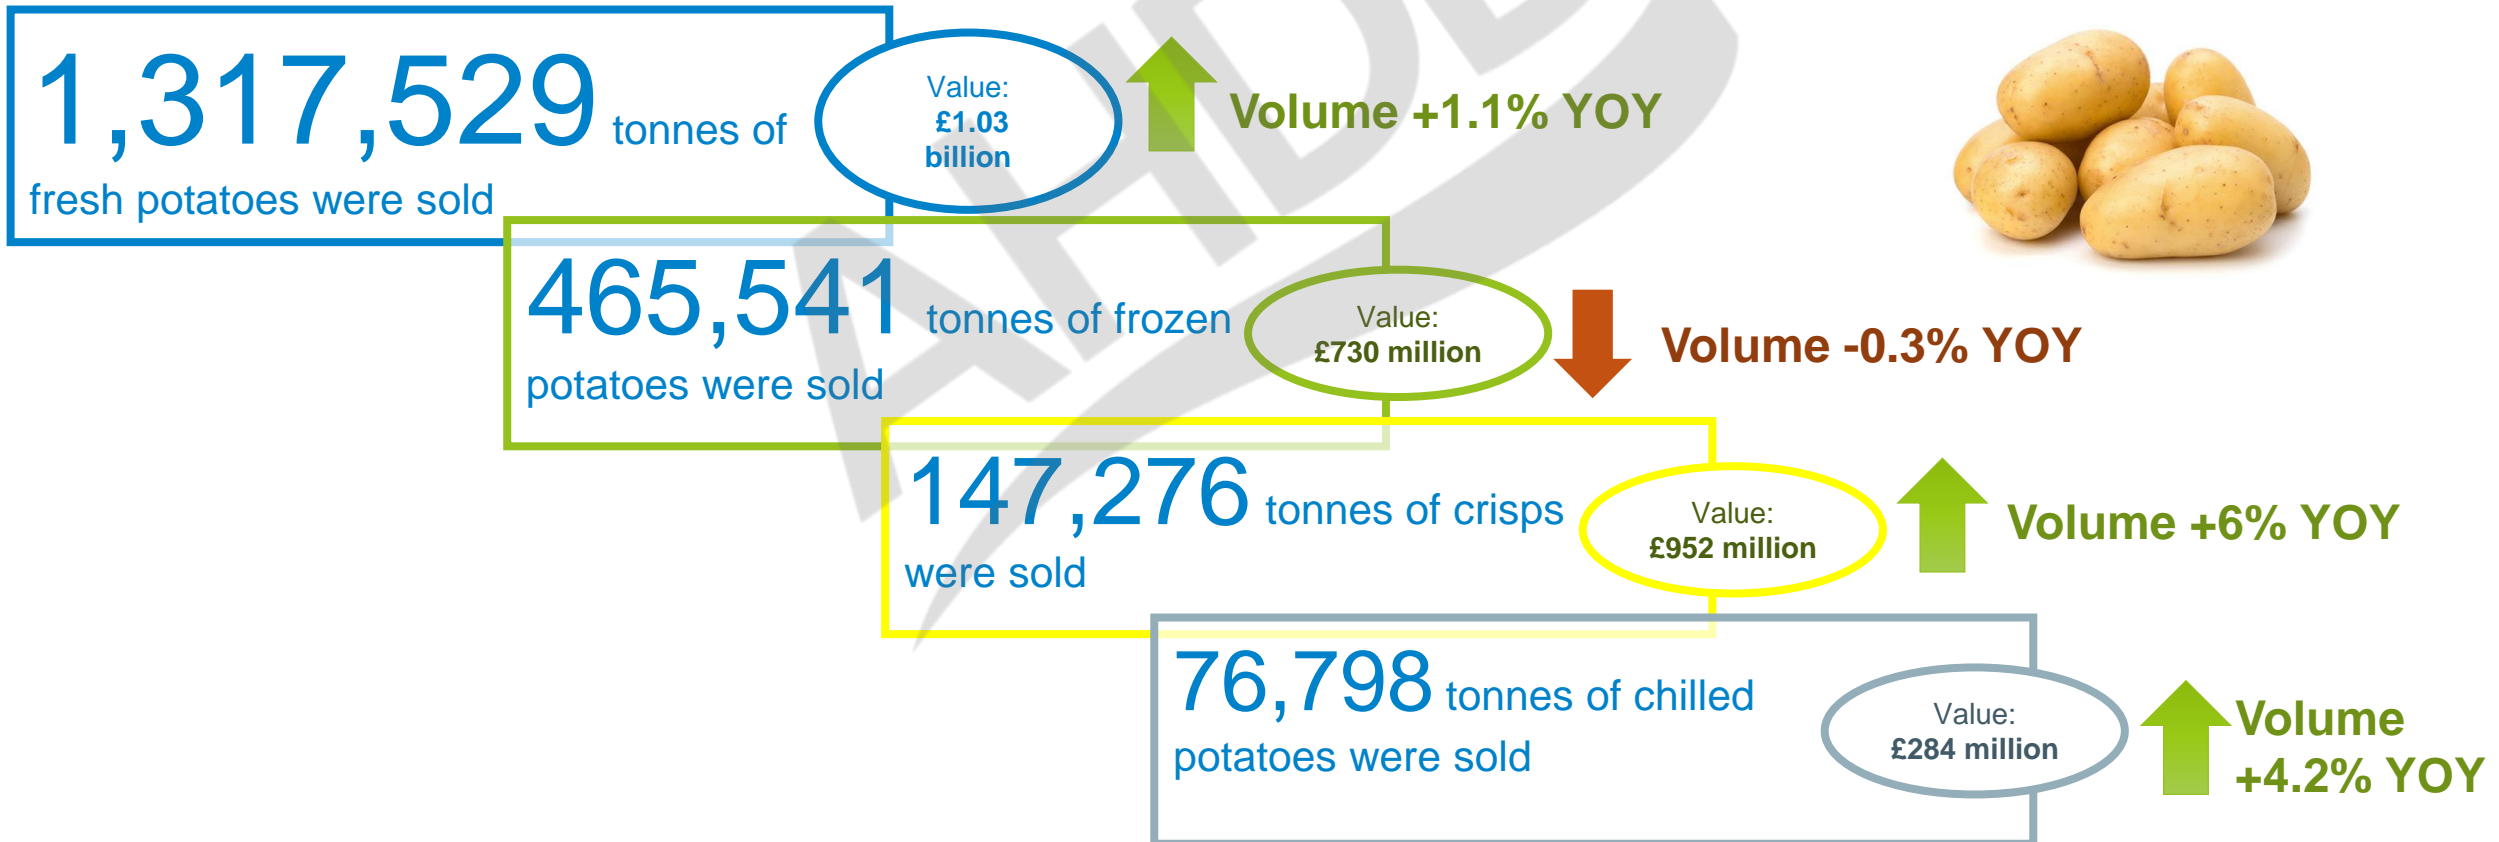 1,317,529 tonnes of
fresh potatoes were sold
Value:
£1.03
billion
Volume +1.1% YOY
465,541 tonnes of frozen
potatoes were sold
Value:
£730 million
Volume -0.3% YOY
147,276 tonnes of crisps
were sold
Value:
£952 million
Volume +6% YOY
76,798 tonnes of chilled
potatoes were sold
Value:
£284 million
Volume
+4.2% YOY
AHDB